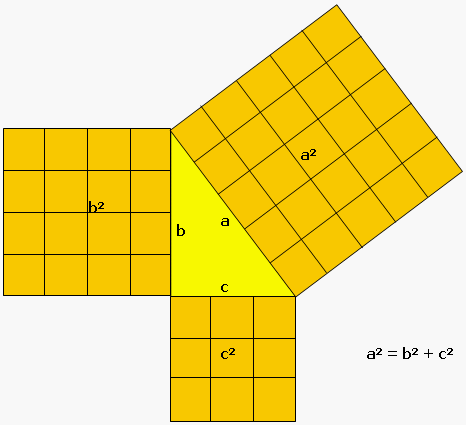 a²
b²
b
a
c
c²
a² = b² + c²